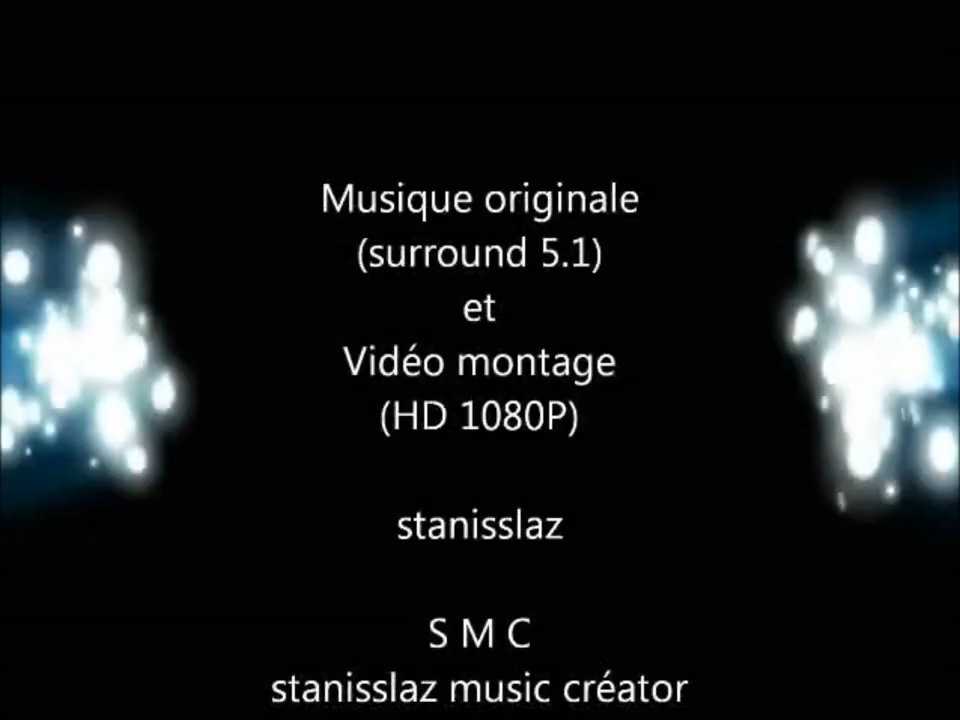 Musique originale
(surround 5.1)
et
Vidéo montage
(HD 1080P)
stanisslaz
S M C
stanisslaz music créator